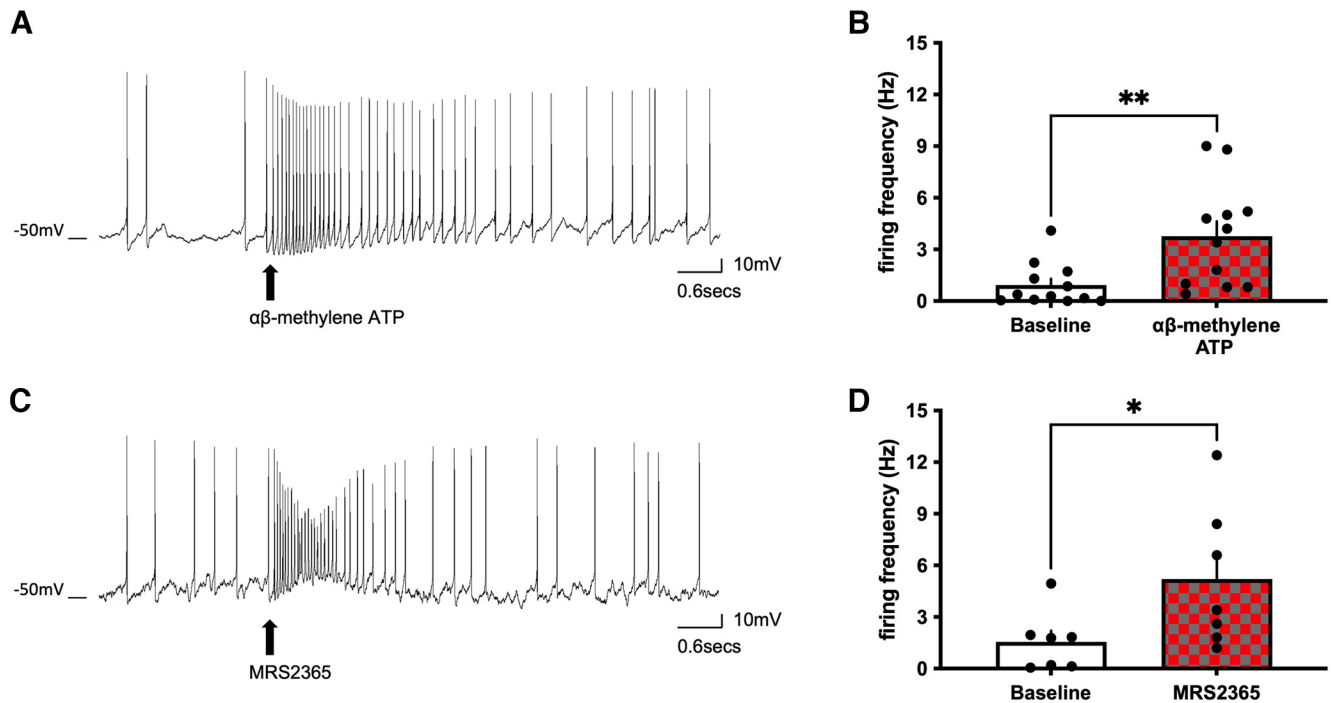 A
-50mV
αβ-methylene ATP
10mV
0.6secs
B
firing frequency (Hz)
15
12
9
6
3
0
**
Baseline
αβ-methylene
ATP
C
-50mV
MRS2365
10mV
0.6secs
D
firing frequency (Hz)
15
12
9
6
3
0
*
Baseline
MRS2365